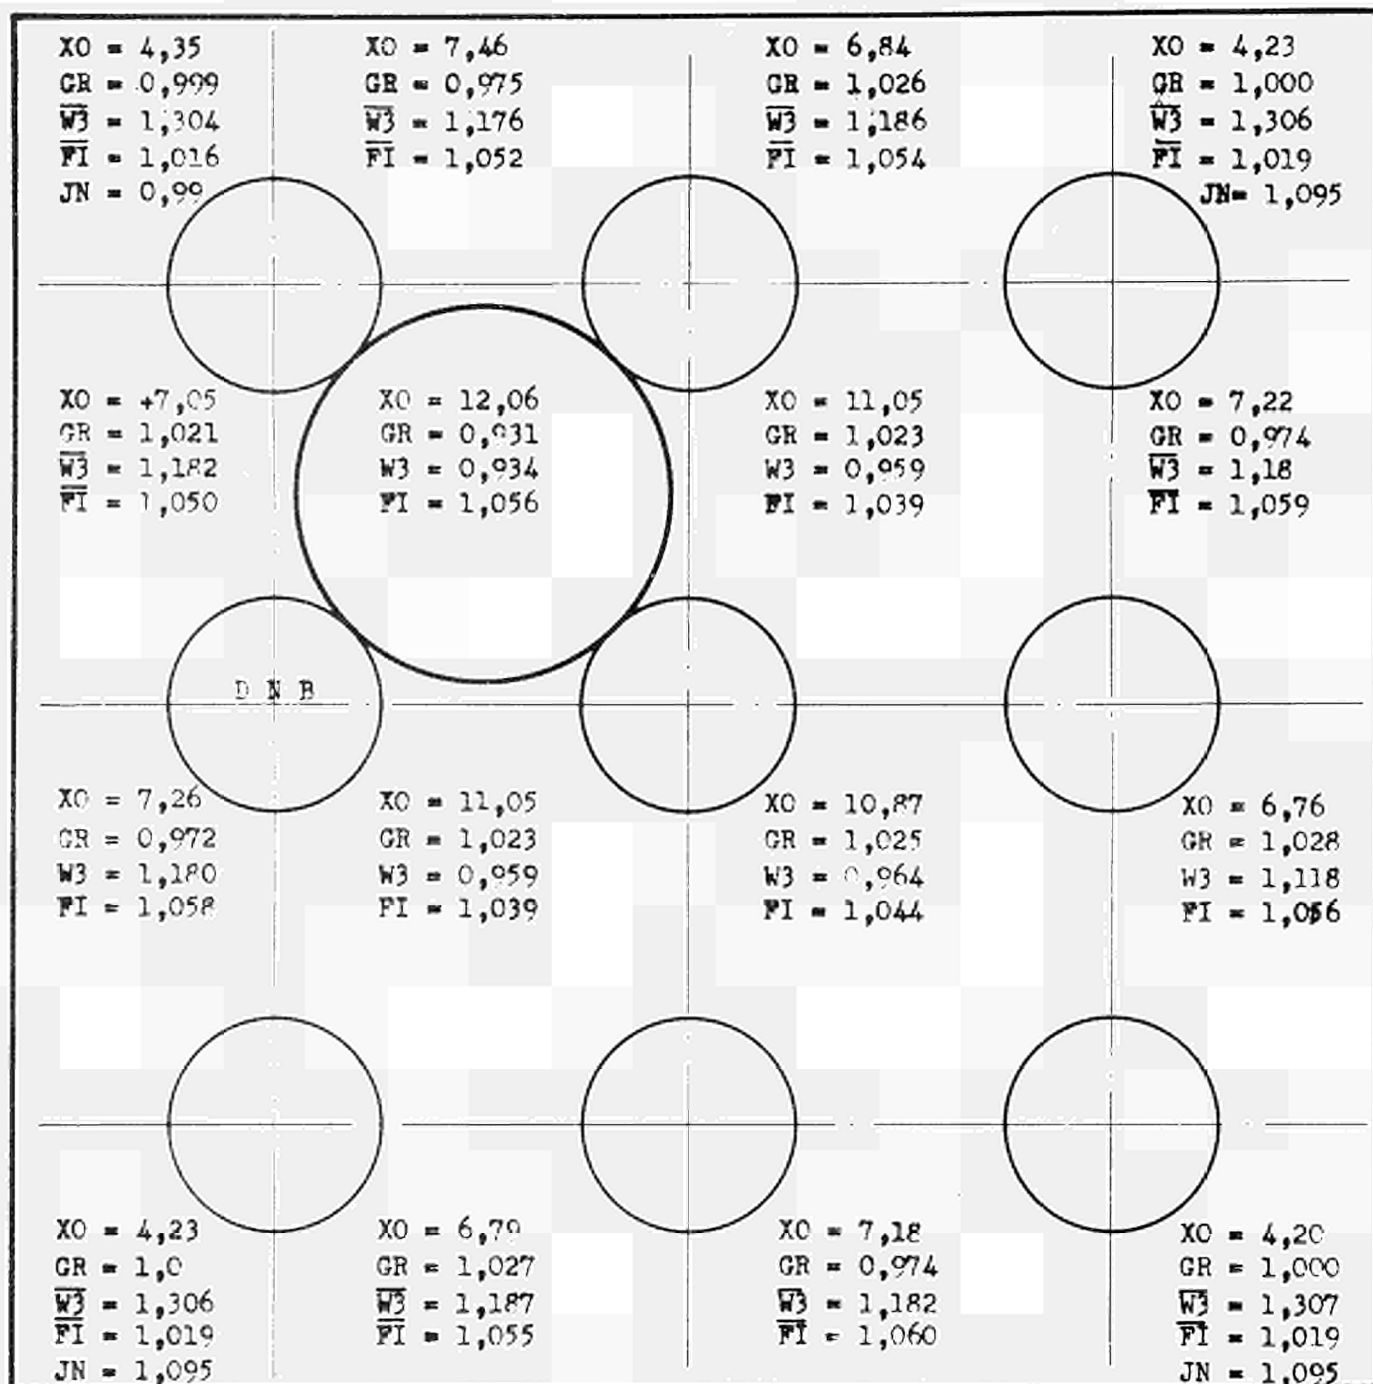 XO = 4,35
GR = 0,999
W3 = 1,304
FI = 1,016
JN = 0,99
XO = 7,46
GR = 0,975
W3 = 1,176
FI = 1,052
XO = 6,84
GR = 1,026
W3 = 1,186
FI = 1,054
XO = 4,23
GR = 1,000
W3 = 1,306
FI = 1,019
JN= 1,095
XO = +7,05
GR = 1,021
W3 = 1,182
FI = 1,050
XO = 12,06
GR = 0,931
W3 = 0,934
FI = 1,056
XO = 11,05
GR = 1,023
W3 = 0,959
FI = 1,039
XO = 7,22
GR = 0,974
W3 = 1,18
FI = 1,059
D N B
XO = 7,26
GR = 0,972
W3 = 1,180
FI = 1,058
XO = 11,05
GR = 1,023
W3 = 0,959
FI = 1,039
XO = 10,87
GR = 1,025
W3 = 0,964
FI = 1,044
XO = 6,76
GR = 1,028
W3 = 1,118
FI =
XO = 4,23
GR = 1,0
W3 = 1,306
FI = 1,019
JN = 1,095
XO = 6,79
GR = 1,027
W3 = 1,187
FI = 1,055
XO = 7,18
GR = 0,974
W3 = 1,182
FI = 1,060
XO = 4,20
GR = 1,000
W3 = 1,307
FI = 1,019
JN = 1,095